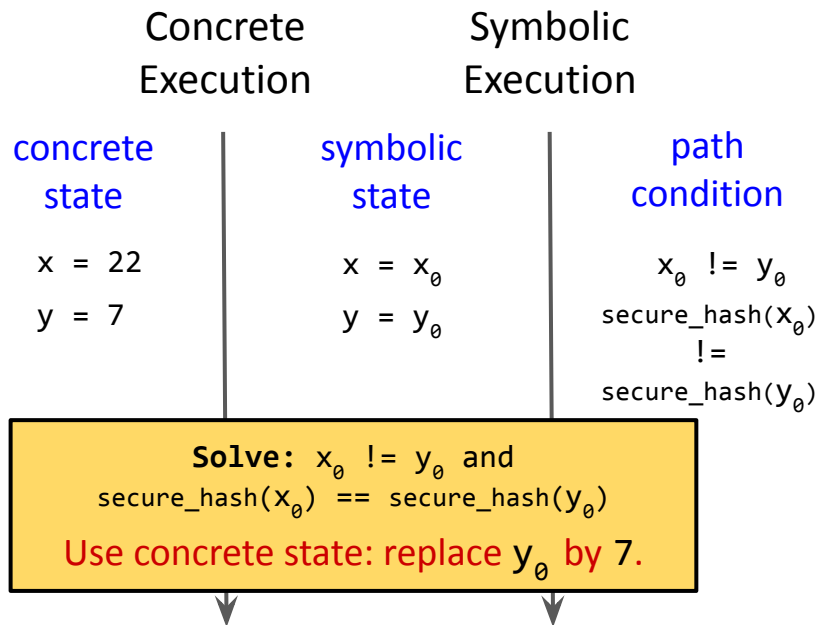 Concrete
Execution
Symbolic
Execution
concrete
state
symbolic
state
path
condition
x = 22
x = x₀
x₀ != y₀
y = 7
y = y₀
secure_hash(x₀)
!=
secure_hash(y₀)
Solve: x₀ != y₀ and
secure_hash(x₀) == secure_hash(y₀)
Use concrete state: replace y₀ by 7.